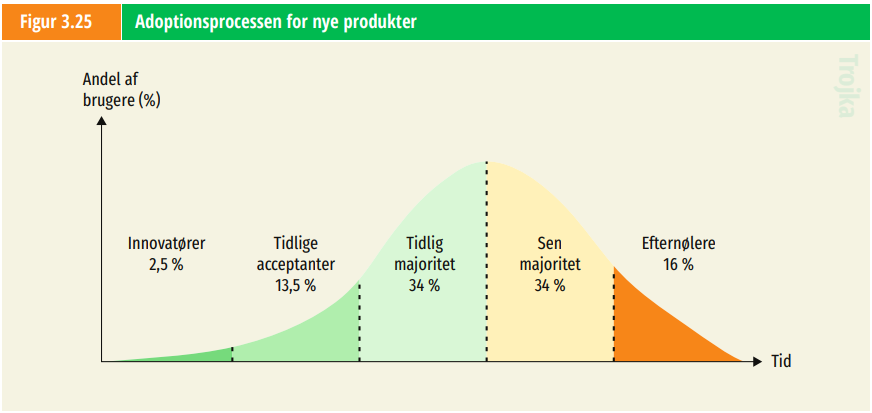 Figur 3.25
Adoptionsprocessen for nye produkter
Trojka
Andel af
brugere (%)
Innovatører
2,5 %
Tidlige
acceptanter
13,5 %
Tidlig
majoritet
34 %
Sen
majoritet
34 %
Efternølere
16 %
Tid